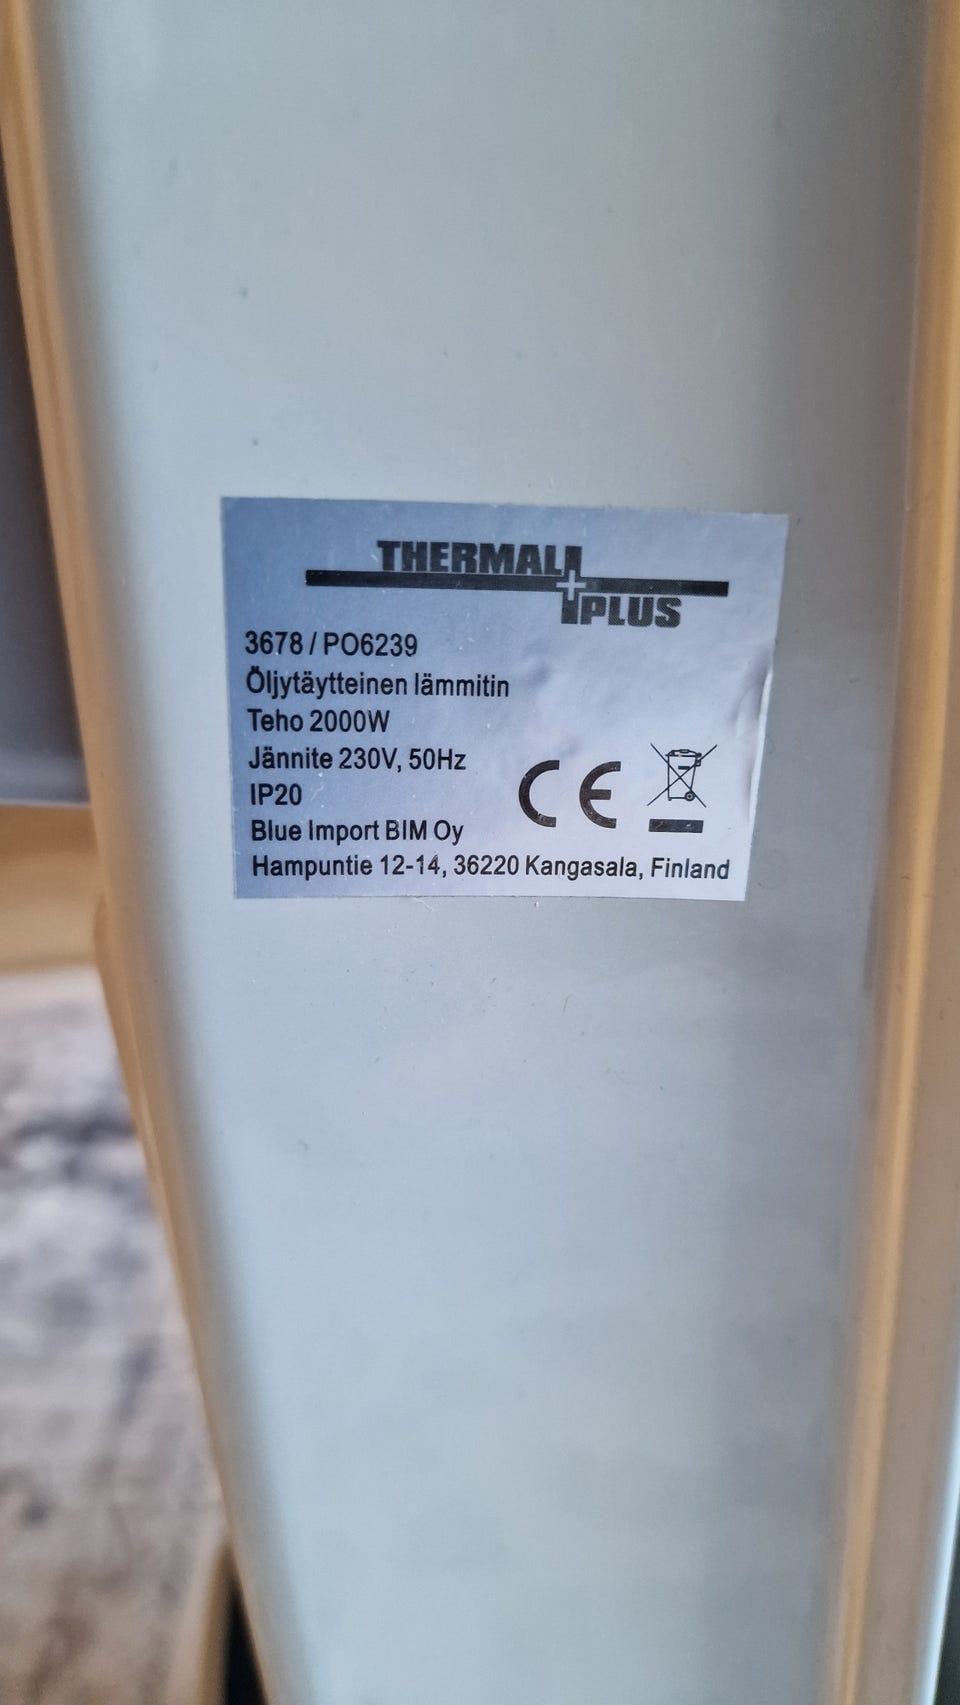 THERMAL
PLUS
3678 / PO6239
Öljytäytteinen lämmitin
Teho 2000W
Jännite 230V, 50Hz
IP20
CE
Blue Import BIM Oy
Hampuntie 12-14, 36220 Kangasala, Finland